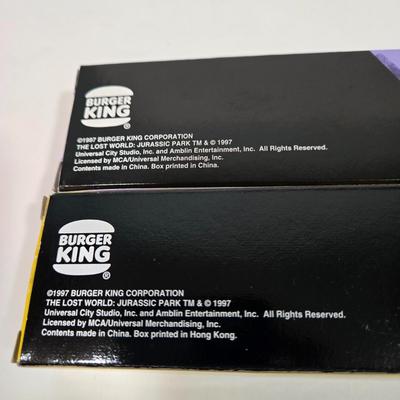 BURGER
KING®
©1997 BURGER KING CORPORATION
THE LOST WORLD: JURASSIC PARK TM & © 1997
Universal City Studio, Inc. and Amblin Entertainment, Inc. All Rights Reserved.
Licensed by MCA/Universal Merchandising, Inc.
Contents made in China. Box printed in China.
BURGER
KING®
©1997 BURGER KING CORPORATION
THE LOST WORLD: JURASSIC PARK TM & © 1997
Universal City Studio, Inc. and Amblin Entertainment, Inc. All Rights Reserved.
Licensed by MCA/Universal Merchandising, Inc.
Contents made in China. Box printed in Hong Kong.